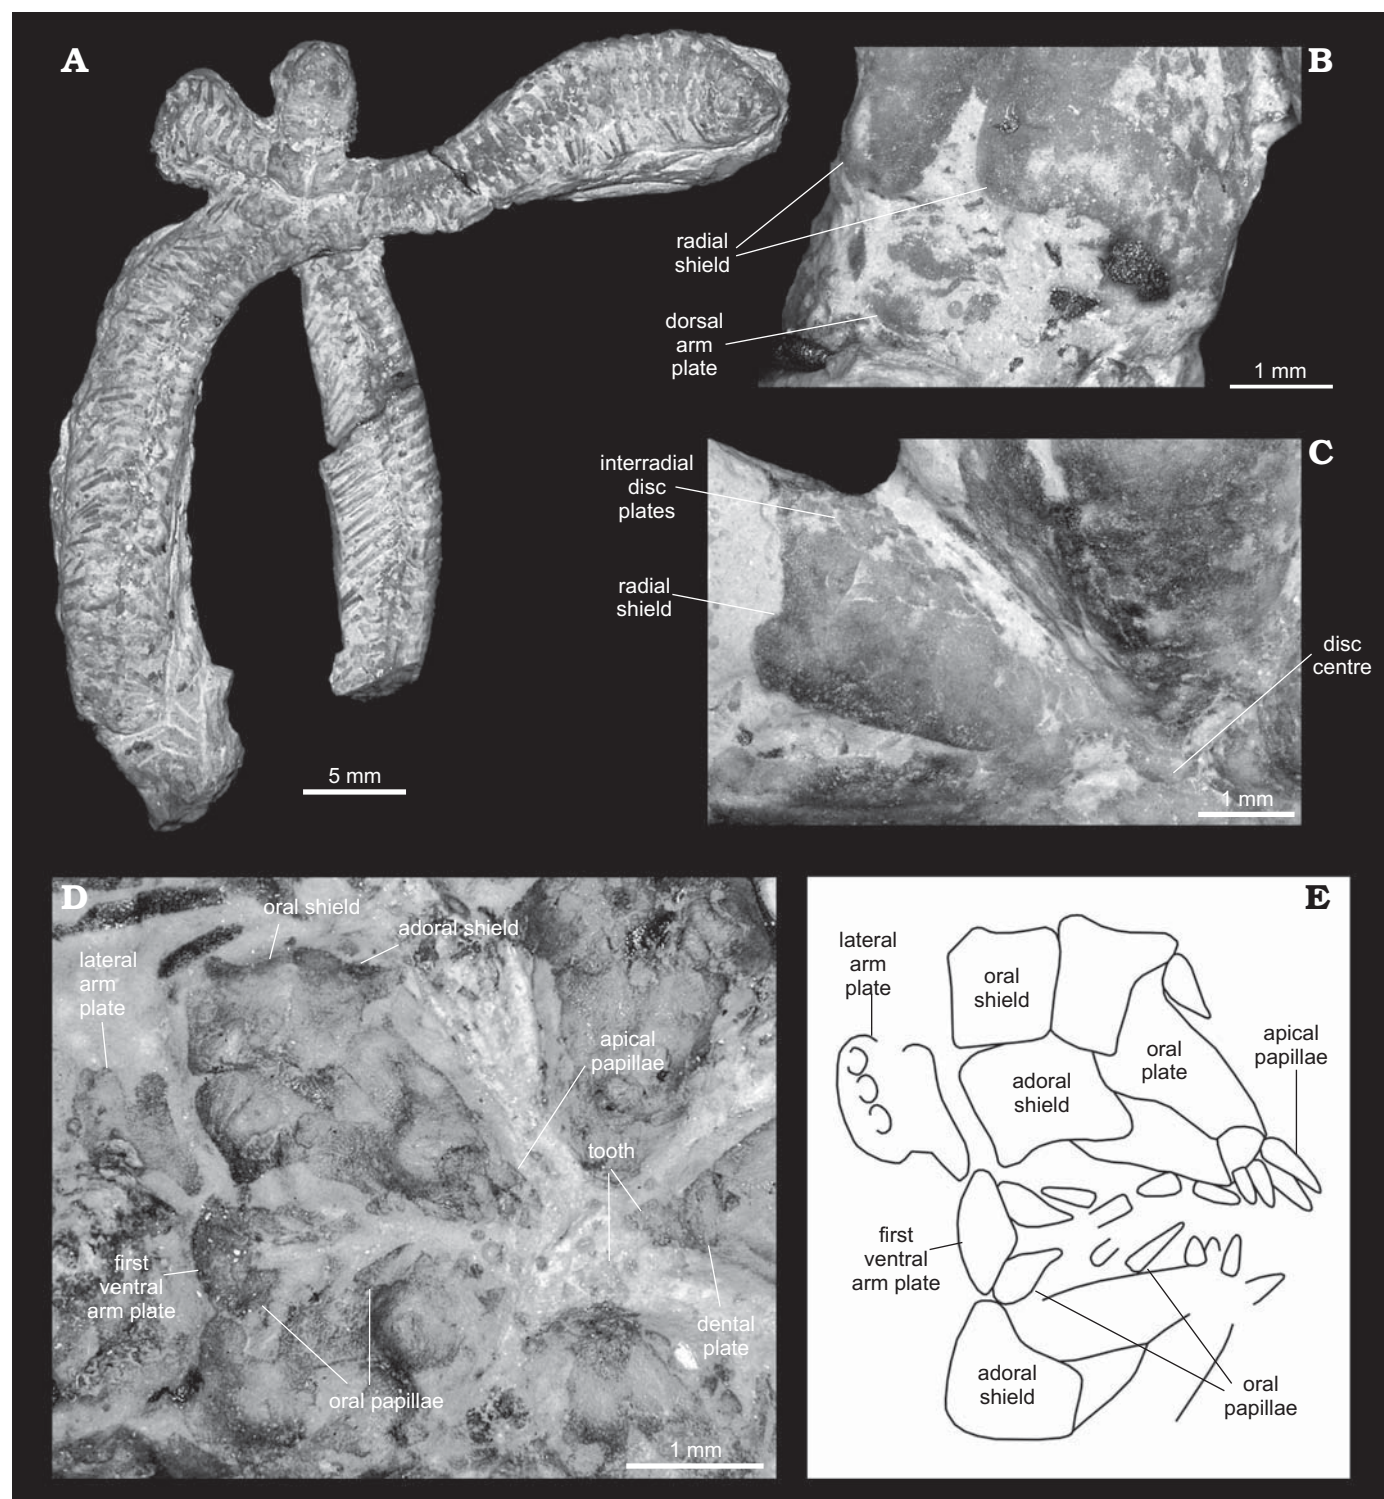 A
B
radial
shield
dorsal
arm
plate
1 mm
C
interradial
disc
plates
radial
shield
disc
centre
1 mm
5 mm
D
oral shield
adoral shield
lateral
arm
plate
apical
papillae
tooth
first
ventral
arm plate
dental
plate
oral papillae
1 mm
E
lateral
arm
plate
oral
shield
apical
papillae
oral
plate
adoral
shield
first
ventral
arm plate
adoral
shield
oral
papillae